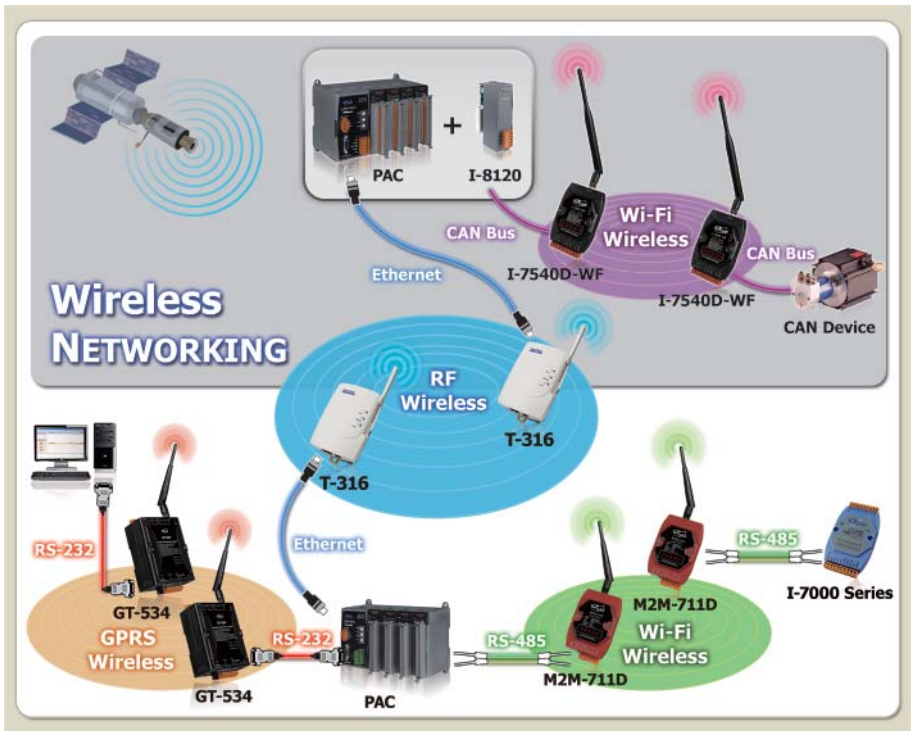 PAC
+
I-8120
CAN Bus
Wi-Fi
Wireless
CAN Bus
I-7540D-WF
I-7540D-WF
CAN Device
Ethernet
Wireless
NETWORKING
RF
Wireless
T-316
T-316
Ethernet
RS-232
GT-534
GPRS
Wireless
GT-534
RS-232
PAC
RS-485
M2M-711D
M2M-711D
Wi-Fi
Wireless
RS-485
I-7000 Series